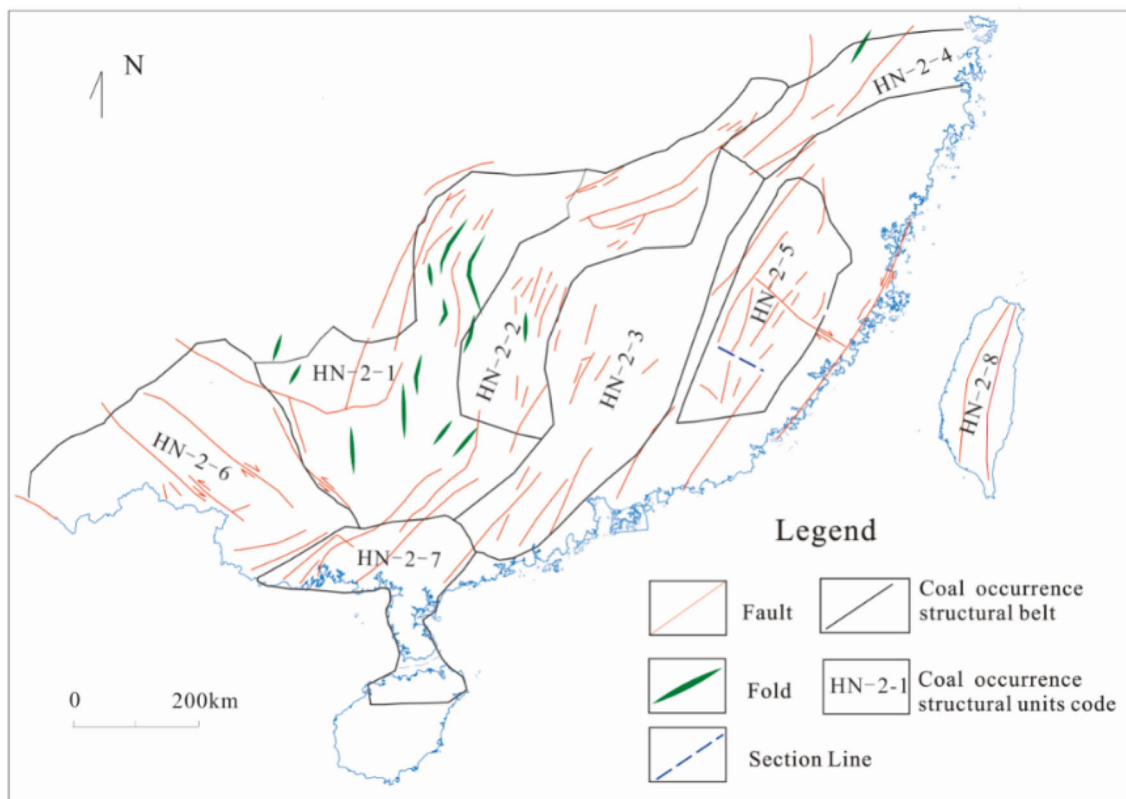 N
HN-2-4
HN-2-5
HN-2-2
HN-2-3
HN-2-1
HN-2-8
HN-2-6
HN-2-7
Legend
Fault
Coal occurrence
structural belt
Fold
HN-2-1
Coal occurrence
structural units code
Section Line
0 200km